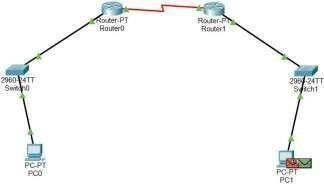 Router-PT
Router0
Router-PT
Router1
2960-24TT
Switch0
2960-24TT
Switch1
PC-PT
PC0
PC-PT
PC1